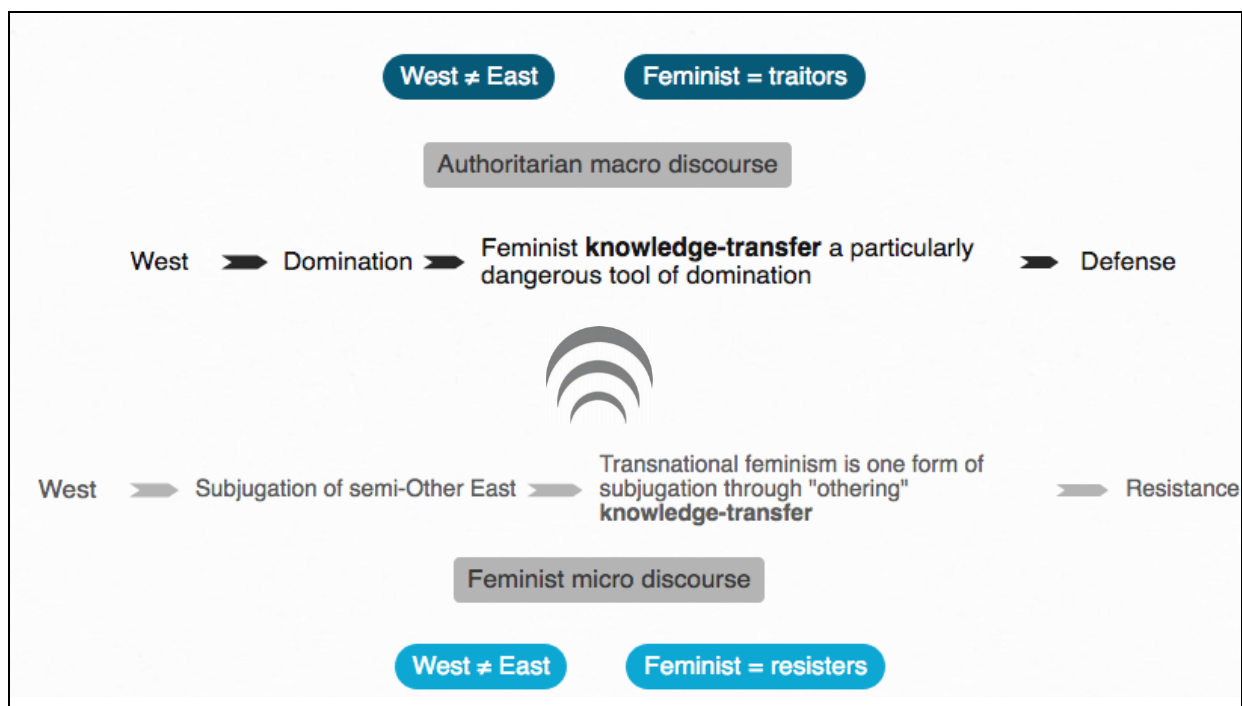 West ≠ East
Feminist = traitors
Authoritarian macro discourse
West
Domination
Feminist knowledge-transfer a particularly
dangerous tool of domination
Defense
West
Subjugation of semi-Other East
Transnational feminism is one form of
subjugation through "othering"
knowledge-transfer
Resistance
Feminist micro discourse
West ≠ East
Feminist = resisters